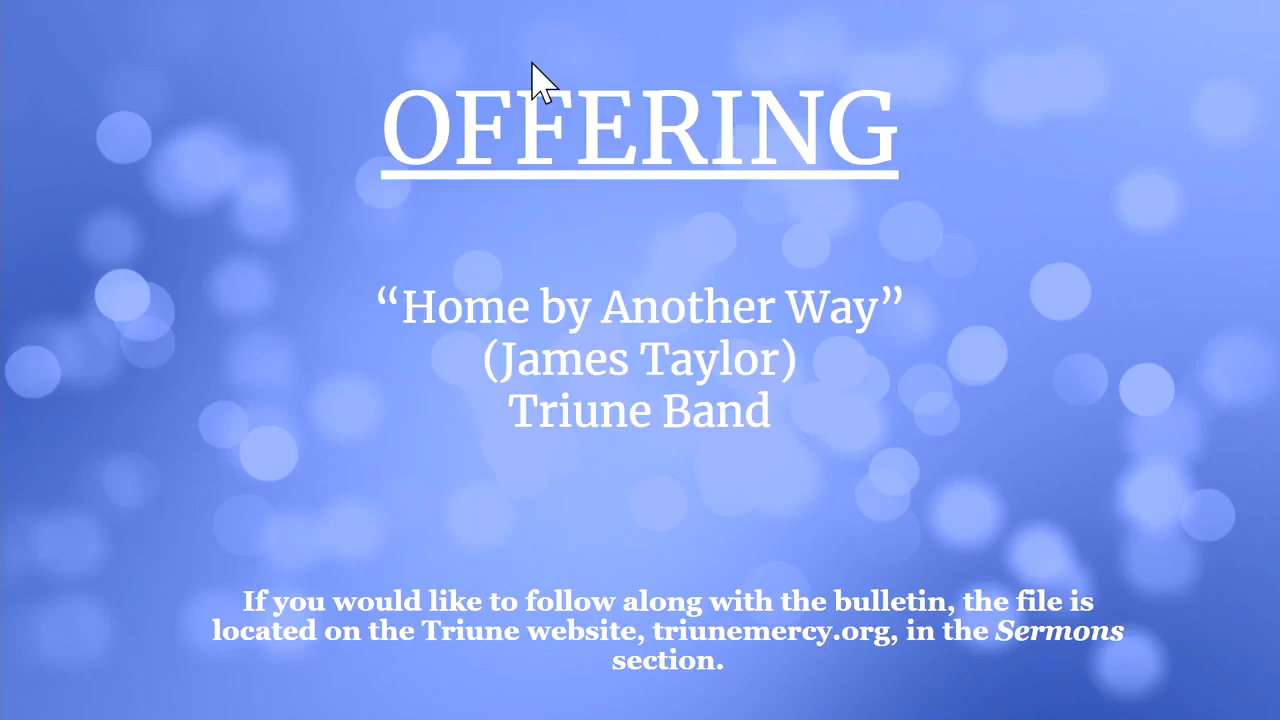 OFFERING
“Home by Another Way”
(James Taylor)
Triune Band
If you would like to follow along with the bulletin, the file is
located on the Triune website, triunemercy.org, in the Sermons
section.